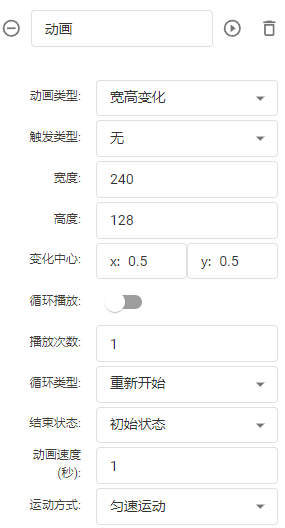 动画
动画类型: 宽高变化
触发类型: 无
宽度: 240
高度: 128
变化中心: x: 0.5 y: 0.5
循环播放:
播放次数: 1
循环类型: 重新开始
结束状态: 初始状态
动画速度
(秒): 1
运动方式: 匀速运动